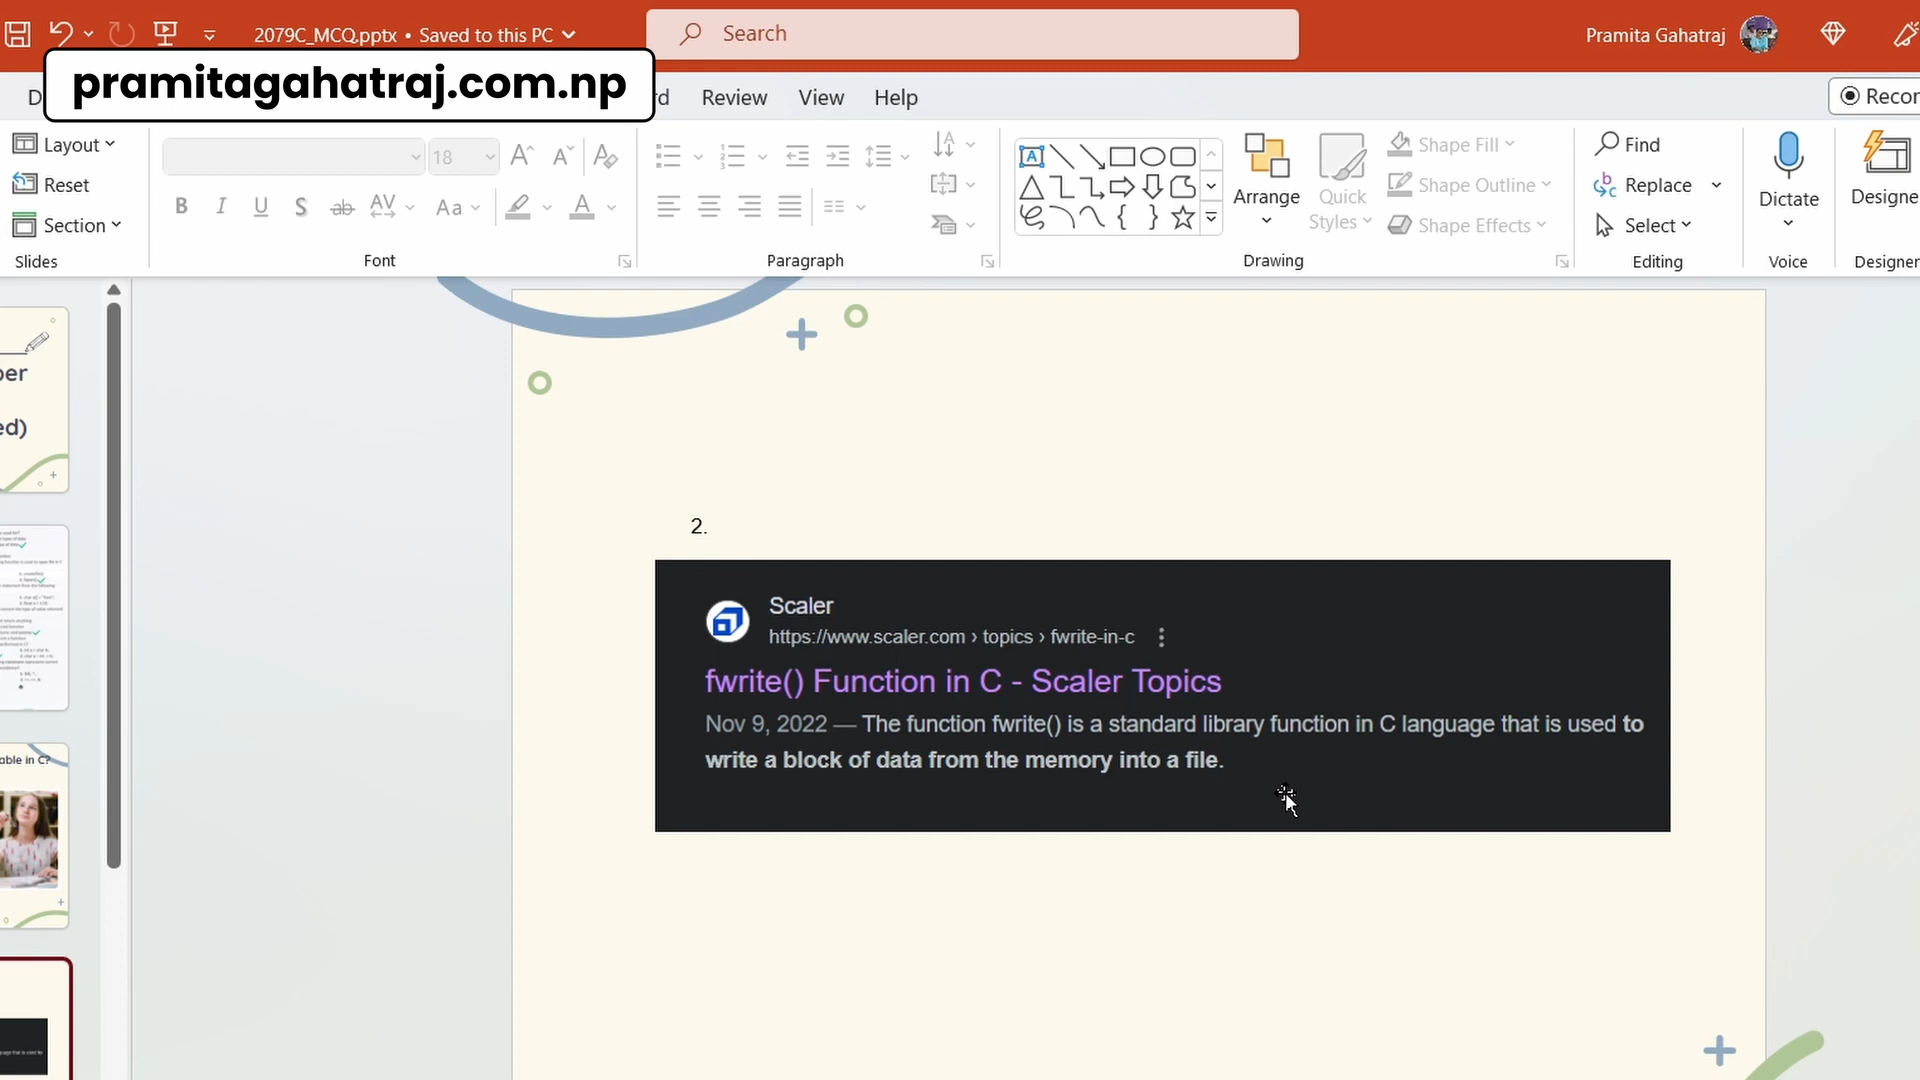 2079C_MCQ.pptx • Saved to this PC
Search
Pramita Gahatraj
pramitagahatraj.com.np
Review
View
Help
Recor
Layout
Reset
Section
Slides
18
Font
Paragraph
Arrange
Quick
Styles
Shape Fill
Shape Outline
Shape Effects
Drawing
Find
Replace
Select
Editing
Dictate
Voice
Designe
Designer
2.
Scaler
https://www.scaler.com › topics › fwrite-in-c
fwrite() Function in C - Scaler Topics
Nov 9, 2022 — The function fwrite() is a standard library function in C language that is used to
write a block of data from the memory into a file.
ed)
able in C?